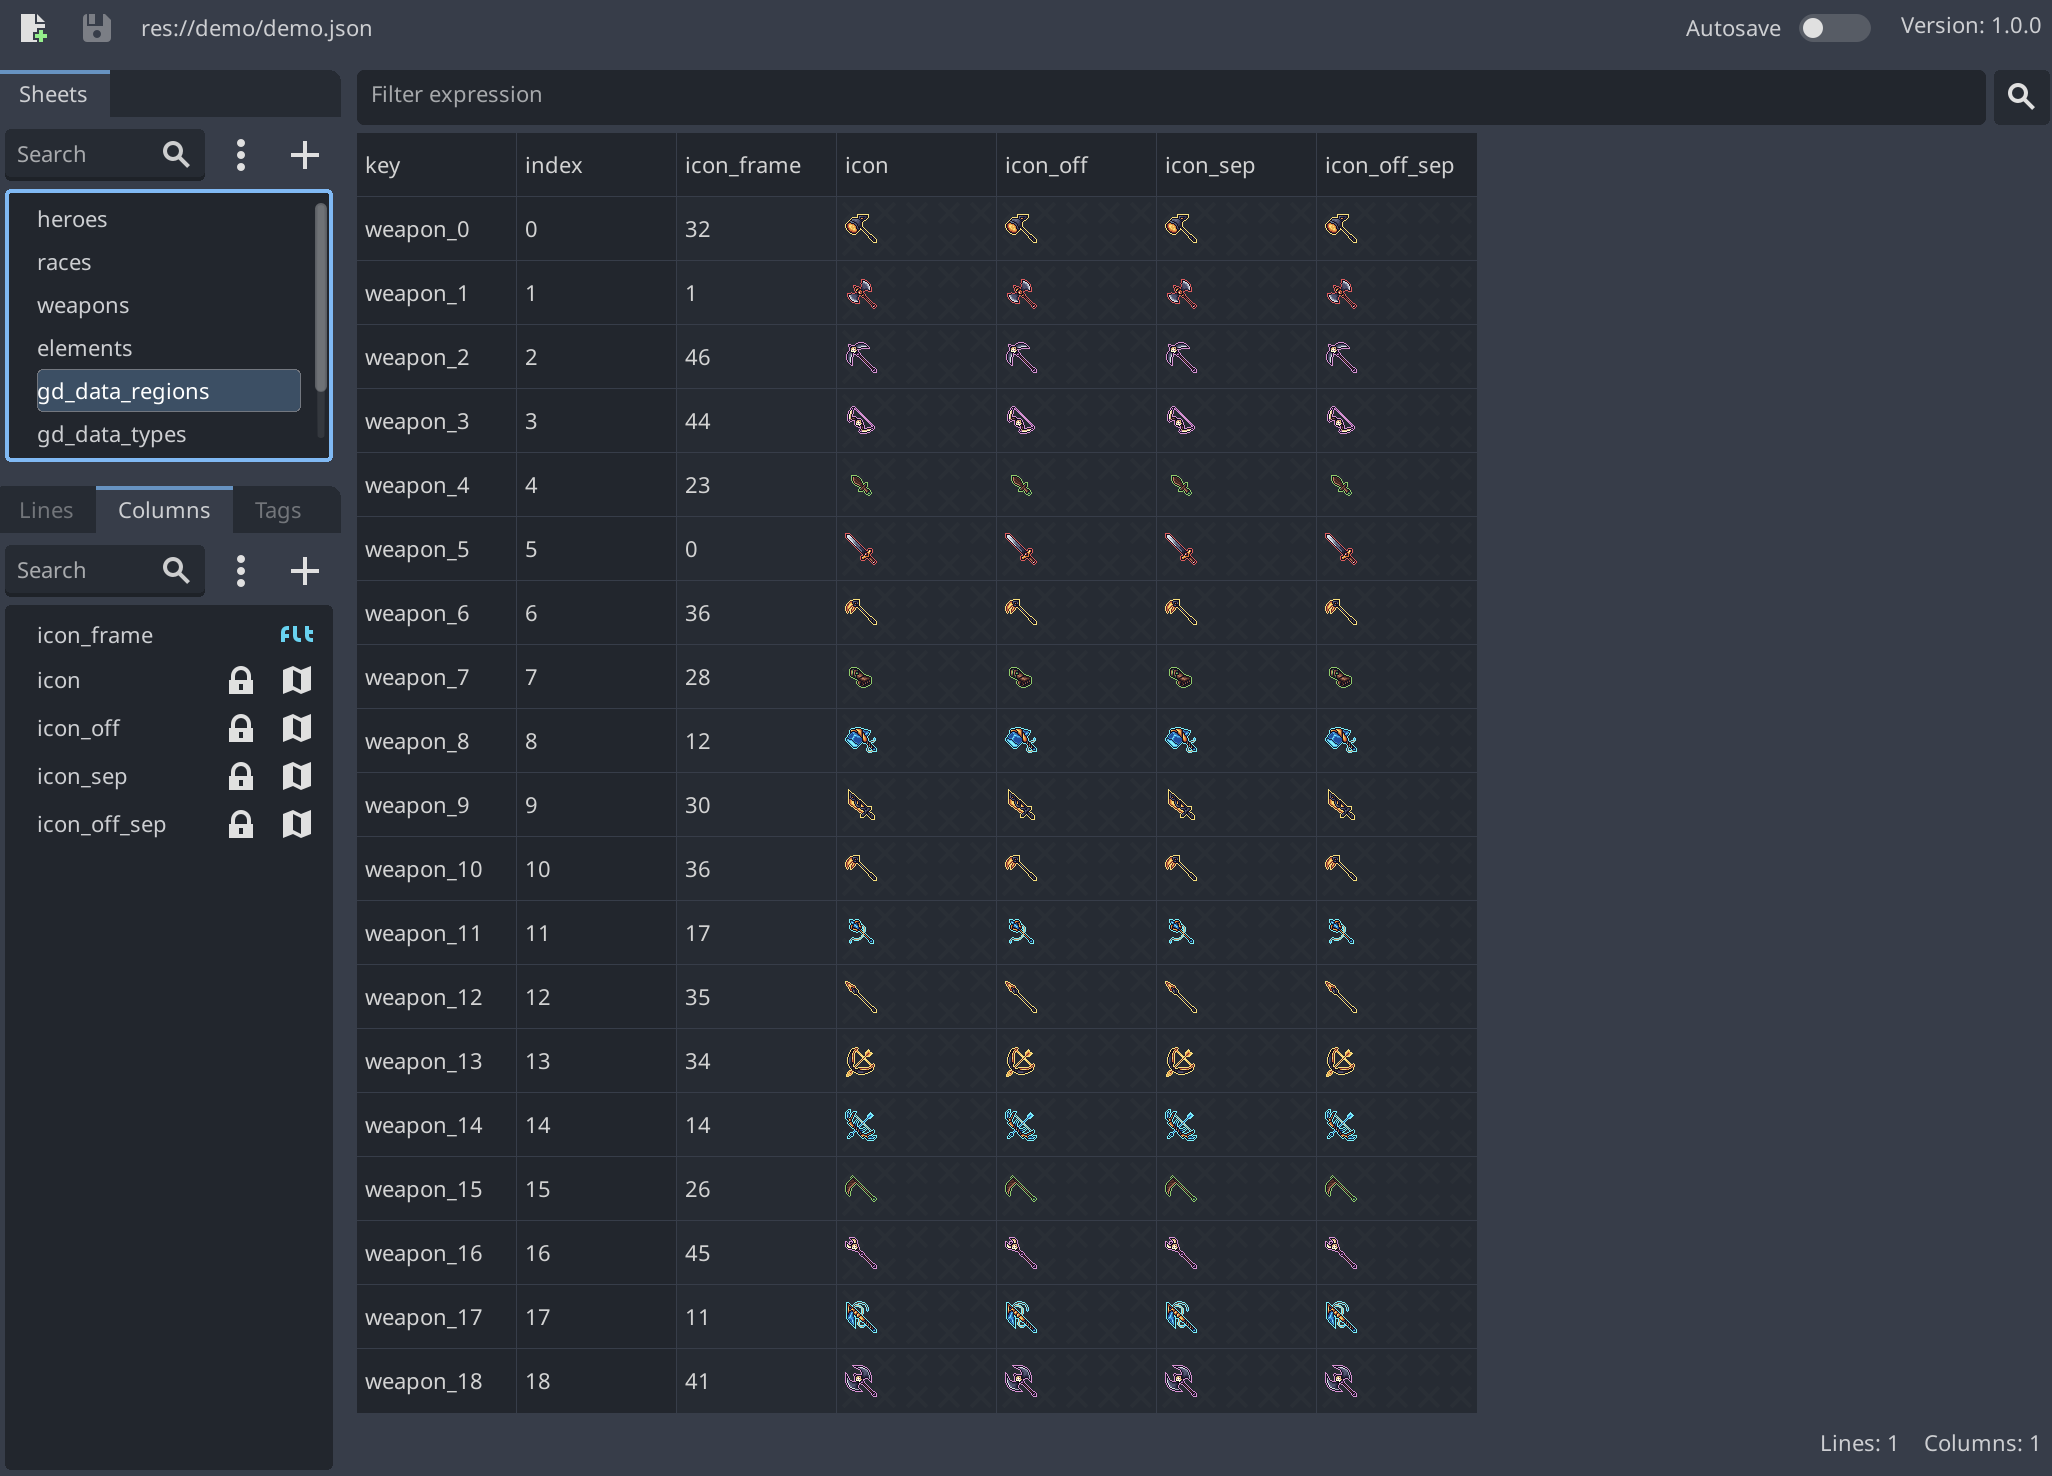 res://demo/demo.json
Autosave
Version: 1.0.0
Sheets
Search
heroes
races
weapons
elements
gd_data_regions
gd_data_types
Lines Columns Tags
Search
icon_frame FLt
icon
icon_off
icon_sep
icon_off_sep
Filter expression
key index icon_frame icon icon_off icon_sep icon_off_sep
weapon_0 0 32
weapon_1 1 1
weapon_2 2 46
weapon_3 3 44
weapon_4 4 23
weapon_5 5 0
weapon_6 6 36
weapon_7 7 28
weapon_8 8 12
weapon_9 9 30
weapon_10 10 36
weapon_11 11 17
weapon_12 12 35
weapon_13 13 34
weapon_14 14 14
weapon_15 15 26
weapon_16 16 45
weapon_17 17 11
weapon_18 18 41
Lines: 1 Columns: 1